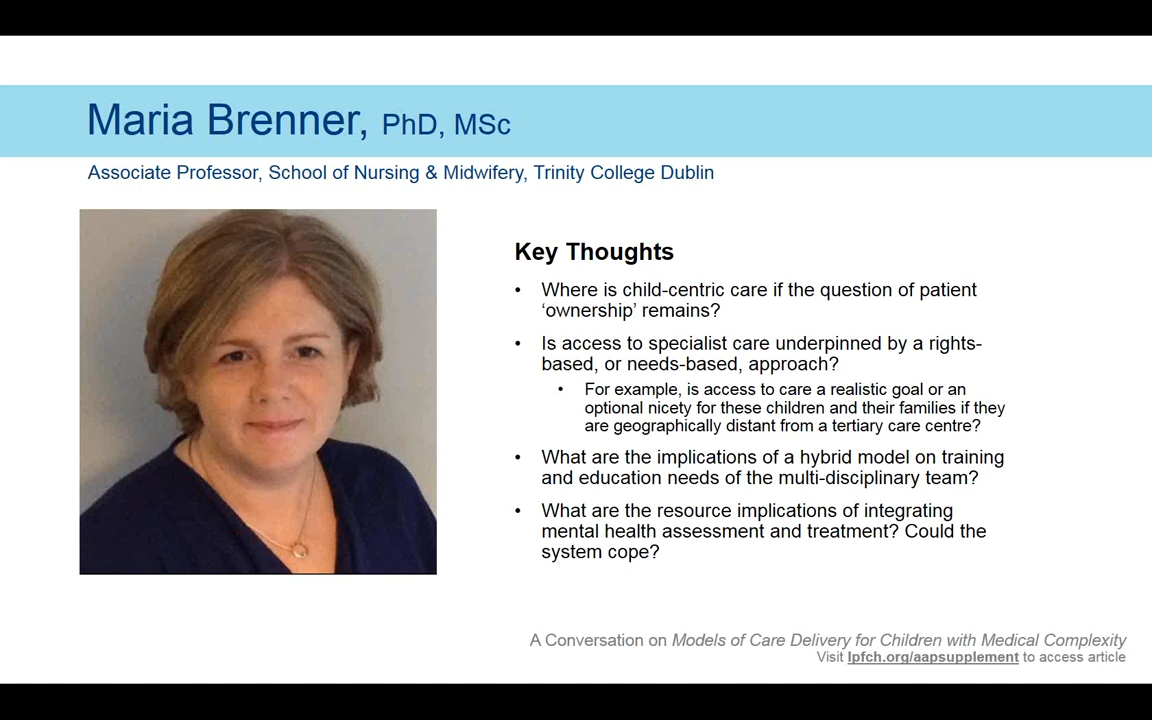 Maria Brenner, PhD, MSc
Associate Professor, School of Nursing & Midwifery, Trinity College Dublin
Key Thoughts
• Where is child-centric care if the question of patient
‘ownership’ remains?
• Is access to specialist care underpinned by a rights-
based, or needs-based, approach?
• For example, is access to care a realistic goal or an
optional nicety for these children and their families if they
are geographically distant from a tertiary care centre?
• What are the implications of a hybrid model on training
and education needs of the multi-disciplinary team?
• What are the resource implications of integrating
mental health assessment and treatment? Could the
system cope?
A Conversation on Models of Care Delivery for Children with Medical Complexity
Visit lpfch.org/aapsupplement to access article